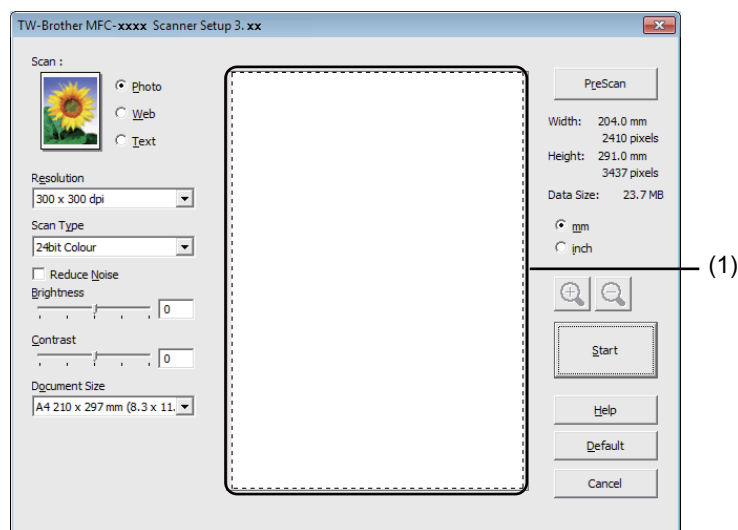 TW-Brother MFC-xxxx Scanner Setup 3. xx
Scan :
Photo
Web
Text
Resolution
300 x 300 dpi
Scan Type
24bit Colour
Reduce Noise
Brightness
0
Contrast
0
Document Size
A4 210 x 297 mm (8.3 x 11.
PreScan
Width: 204.0 mm
2410 pixels
Height: 291.0 mm
3437 pixels
Data Size: 23.7 MB
mm
inch
(1)
Start
Help
Default
Cancel